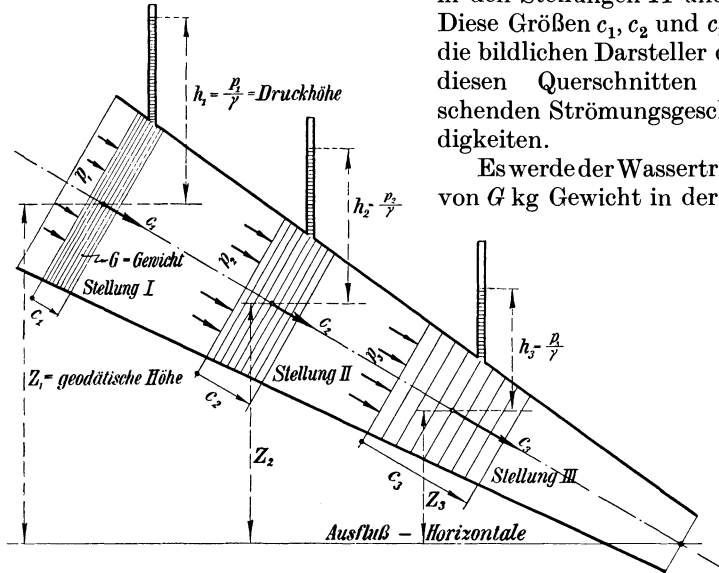 in den Stellungen II und
Diese Größen c₁, c₂ und c₃
die bildlichen Darsteller d
diesen Querschnitten
schenden Strömungsgesch
digkeiten.
Es werde der Wassertr
von G kg Gewicht in der
h₁ = p₁/γ = Druckhöhe
p₁
c₁
G = Gewicht
Stellung I
c₁
Z₁ = geodätische Höhe
h₂ = p₂/γ
p₂
c₂
Stellung II
c₂
Z₂
h₃ = p₃/γ
p₃
c₃
Stellung III
c₃
Z₃
Ausfluß – Horizontale